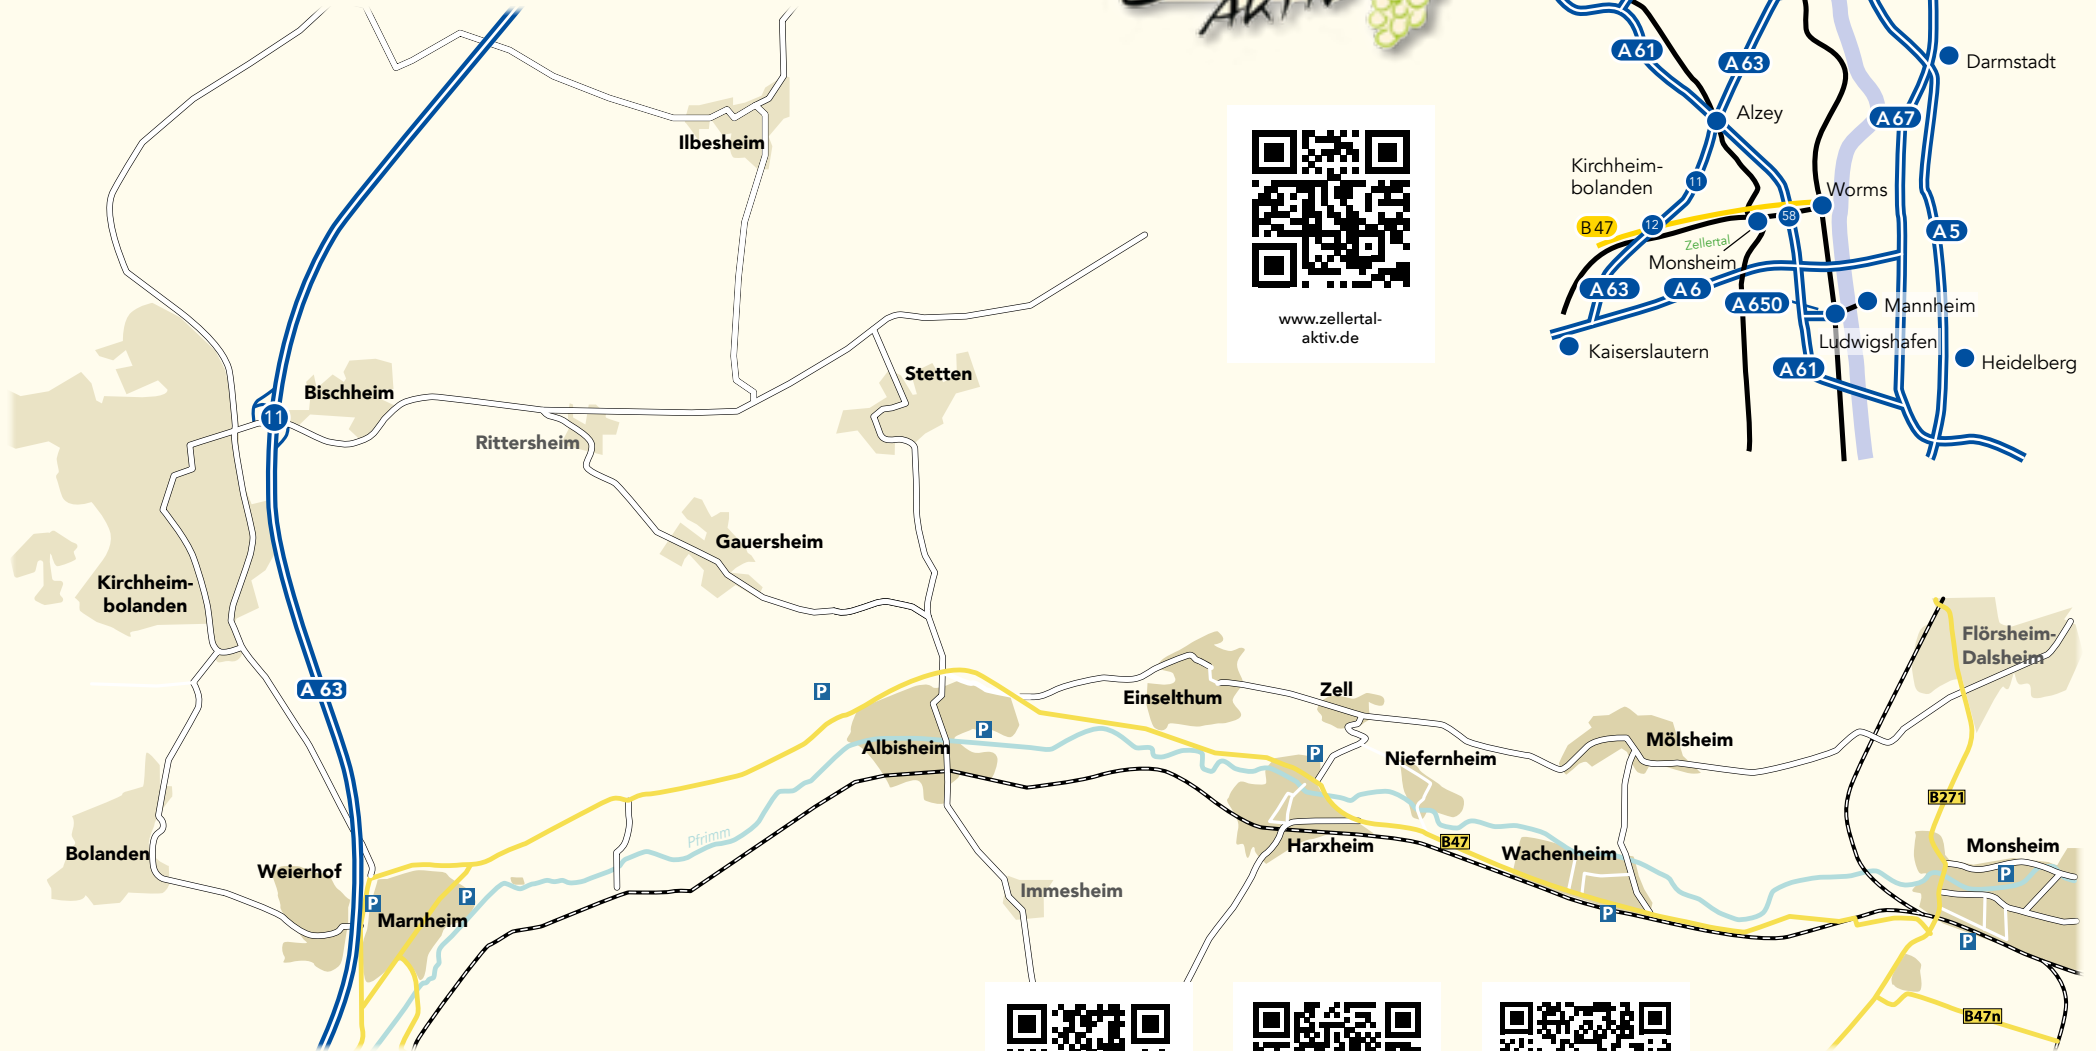 AKTIV
A 61
A 63
Darmstadt
Alzey
A 67
Kirchheim-
bolanden
11
Worms
B 47
12
58
Zellertal
Monsheim
A 5
A 63
A 6
A 650
Mannheim
Ludwigshafen
Kaiserslautern
A 61
Heidelberg
www.zellertal-
aktiv.de
Ilbesheim
Bischheim
Stetten
11
Rittersheim
Gauersheim
Kirchheim-
bolanden
A 63
Flörsheim-
Dalsheim
P
Einselthum
Zell
P
Albisheim
P
Niefernheim
Mölsheim
B271
Pfrimm
Bolanden
Weierhof
Harxheim
B47
Wachenheim
Monsheim
P
P
P
Marnheim
Immesheim
P
P
B47n